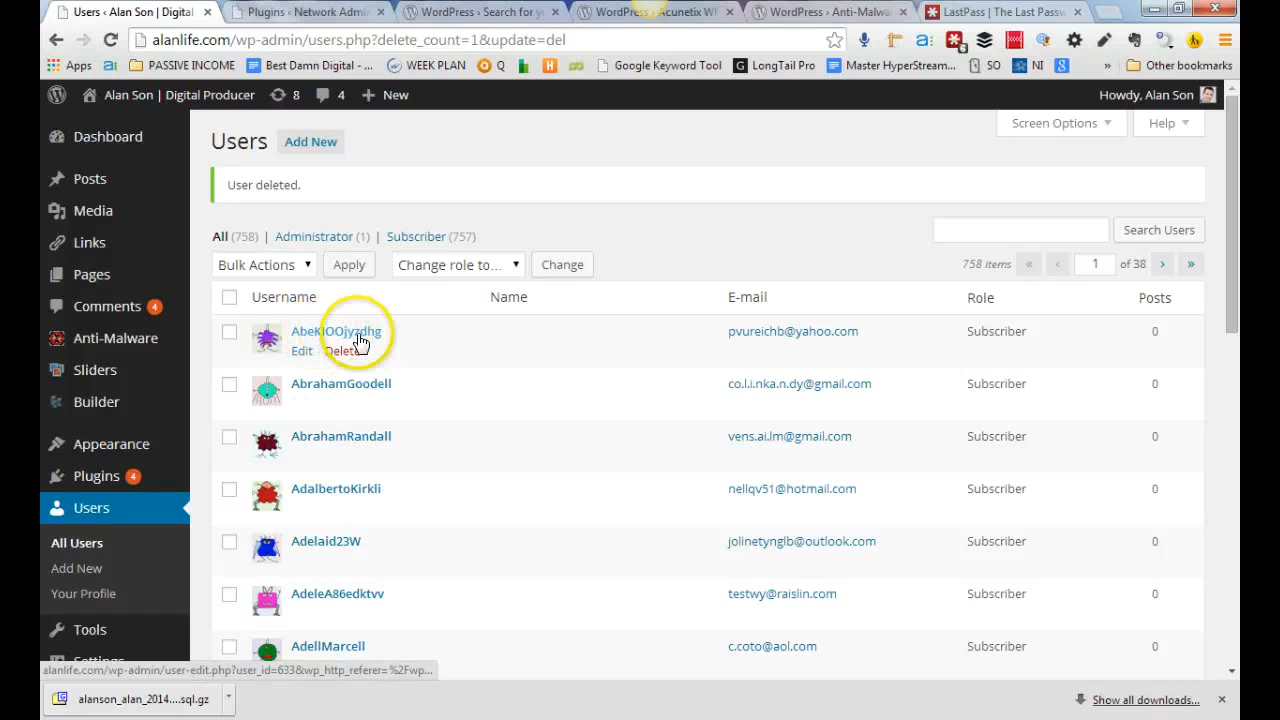 Users ‹ Alan Son | Digital
Plugins ‹ Network Admi
WordPress › Search for y
WordPress › Acunetix WP
WordPress › Anti-Malwa
LastPass | The Last Passw
alanlife.com/wp-admin/users.php?delete_count=1&update=del
Apps
PASSIVE INCOME
Best Damn Digital -
WEEK PLAN
Q
Google Keyword Tool
LongTail Pro
Master HyperStream...
SO
NI
» Other bookmarks
Alan Son | Digital Producer
8
4
New
Howdy, Alan Son
Dashboard
Posts
Media
Links
Pages
Comments 4
Anti-Malware
Sliders
Builder
Appearance
Plugins 4
Users
All Users
Add New
Your Profile
Tools
Settings
Screen Options
Help
Users
Add New
User deleted.
All (758) | Administrator (1) | Subscriber (757)
Search Users
Bulk Actions
Apply
Change role to...
Change
758 items « ‹ 1 of 38 › »
Username Name E-mail Role Posts
AbeKIOOjyzdhg pvureichb@yahoo.com Subscriber 0
Edit Delete
AbrahamGoodell co.l.i.nka.n.dy@gmail.com Subscriber 0
AbrahamRandall vens.ai.lm@gmail.com Subscriber 0
AdalbertoKirkli nellqv51@hotmail.com Subscriber 0
Adelaid23W jolinetynglb@outlook.com Subscriber 0
AdeleA86edktvv testwy@raislin.com Subscriber 0
AdellMarcell c.coto@aol.com Subscriber 0
alanlife.com/wp-admin/user-edit.php?user_id=633&wp_http_referer=%2Fwp...
alanson_alan_2014....sql.gz
Show all downloads...